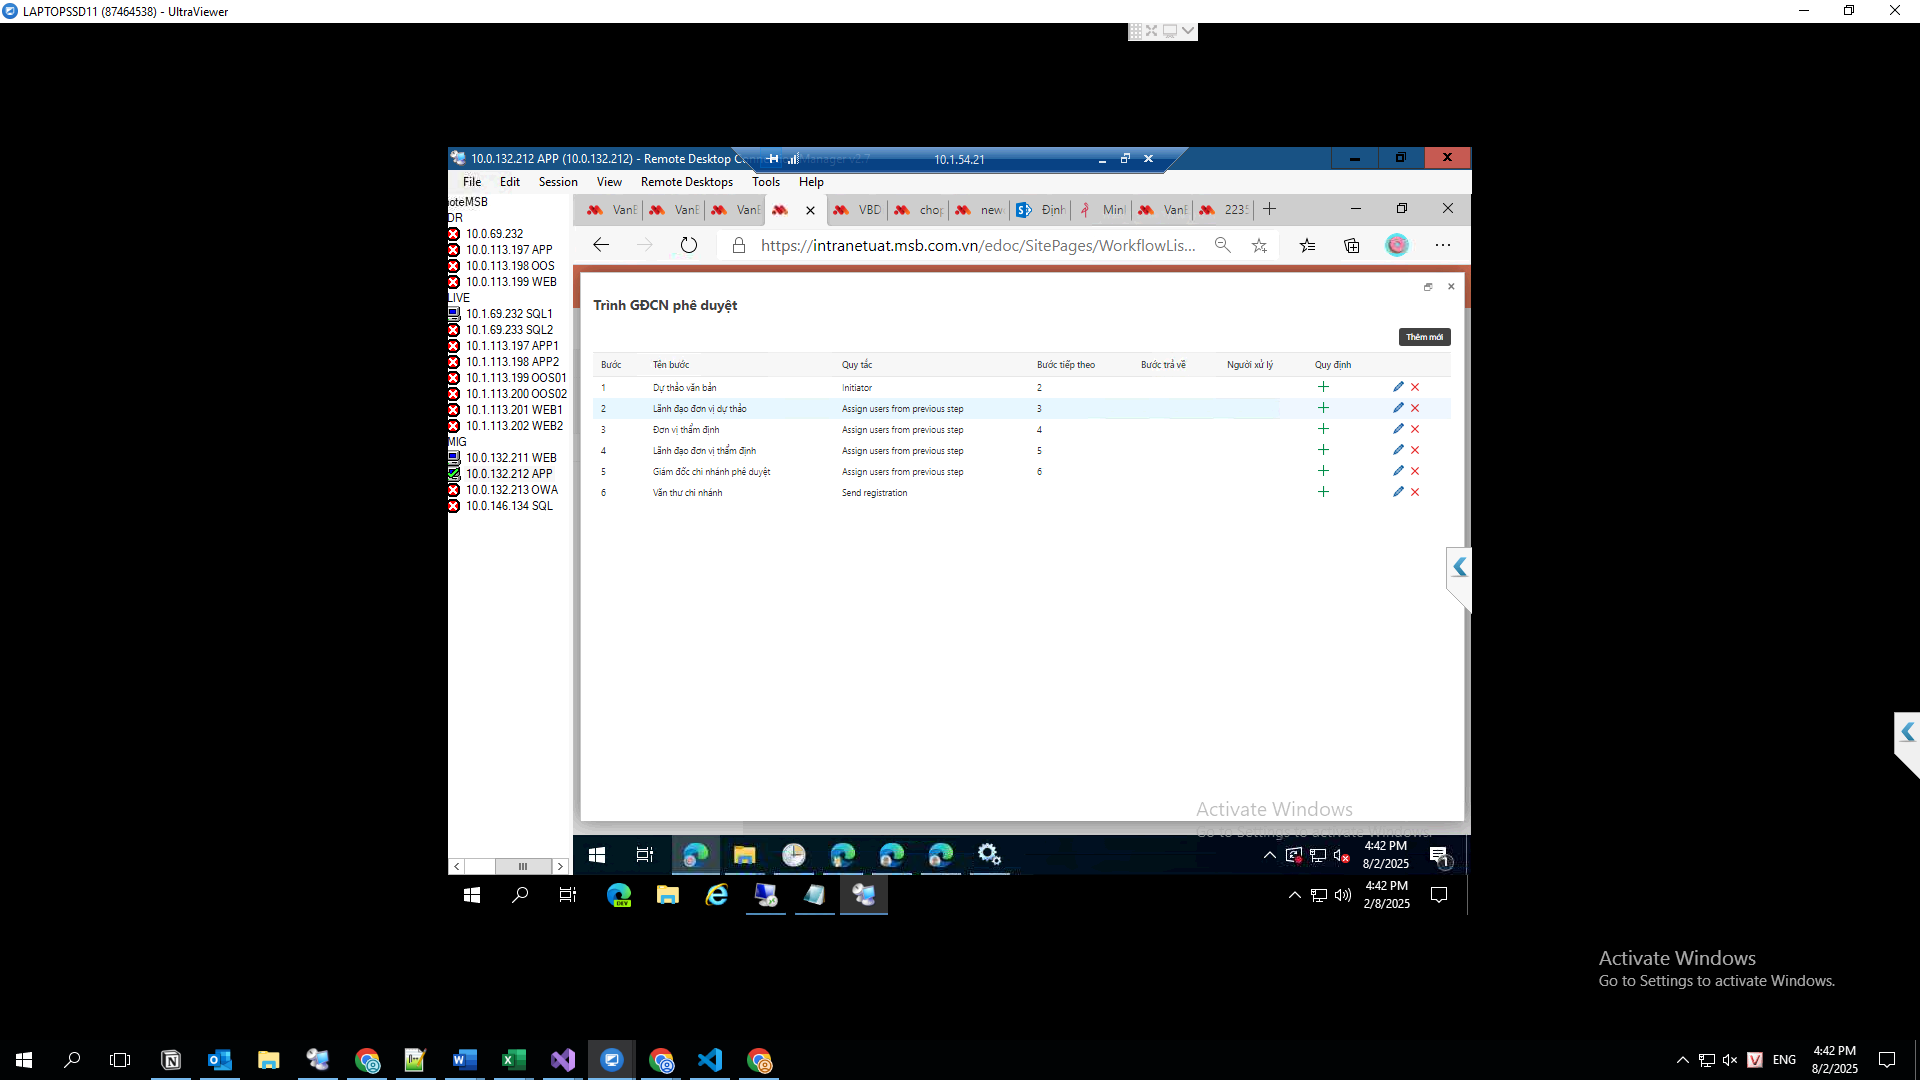 LAPTOPSSD11 (87464538) - UltraViewer
10.0.132.212 APP (10.0.132.212) - Remote Desktop Connection Manager v2.7
10.1.54.21
File Edit Session View Remote Desktops Tools Help
oteMSB
DR
10.0.69.232
10.0.113.197 APP
10.0.113.198 OOS
10.0.113.199 WEB
LIVE
10.1.69.232 SQL1
10.1.69.233 SQL2
10.1.113.197 APP1
10.1.113.198 APP2
10.1.113.199 OOS01
10.1.113.200 OOS02
10.1.113.201 WEB1
10.1.113.202 WEB2
MIG
10.0.132.211 WEB
10.0.132.212 APP
10.0.132.213 OWA
10.0.146.134 SQL
VanE VanE VanE VBD chop new Định Minh VanE 2235
https://intranetuat.msb.com.vn/edoc/SitePages/WorkflowLis...
Trình GĐCN phê duyệt
Thêm mới
Bước Tên bước Quy tắc Bước tiếp theo Bước trả về Người xử lý Quy định
1 Dự thảo văn bản Initiator 2
2 Lãnh đạo đơn vị dự thảo Assign users from previous step 3
3 Đơn vị thẩm định Assign users from previous step 4
4 Lãnh đạo đơn vị thẩm định Assign users from previous step 5
5 Giám đốc chi nhánh phê duyệt Assign users from previous step 6
6 Văn thư chi nhánh Send registration
Activate Windows
Go to Settings to activate Windows.
4:42 PM
8/2/2025
1
DEV
4:42 PM
2/8/2025
Activate Windows
Go to Settings to activate Windows.
ENG
4:42 PM
8/2/2025